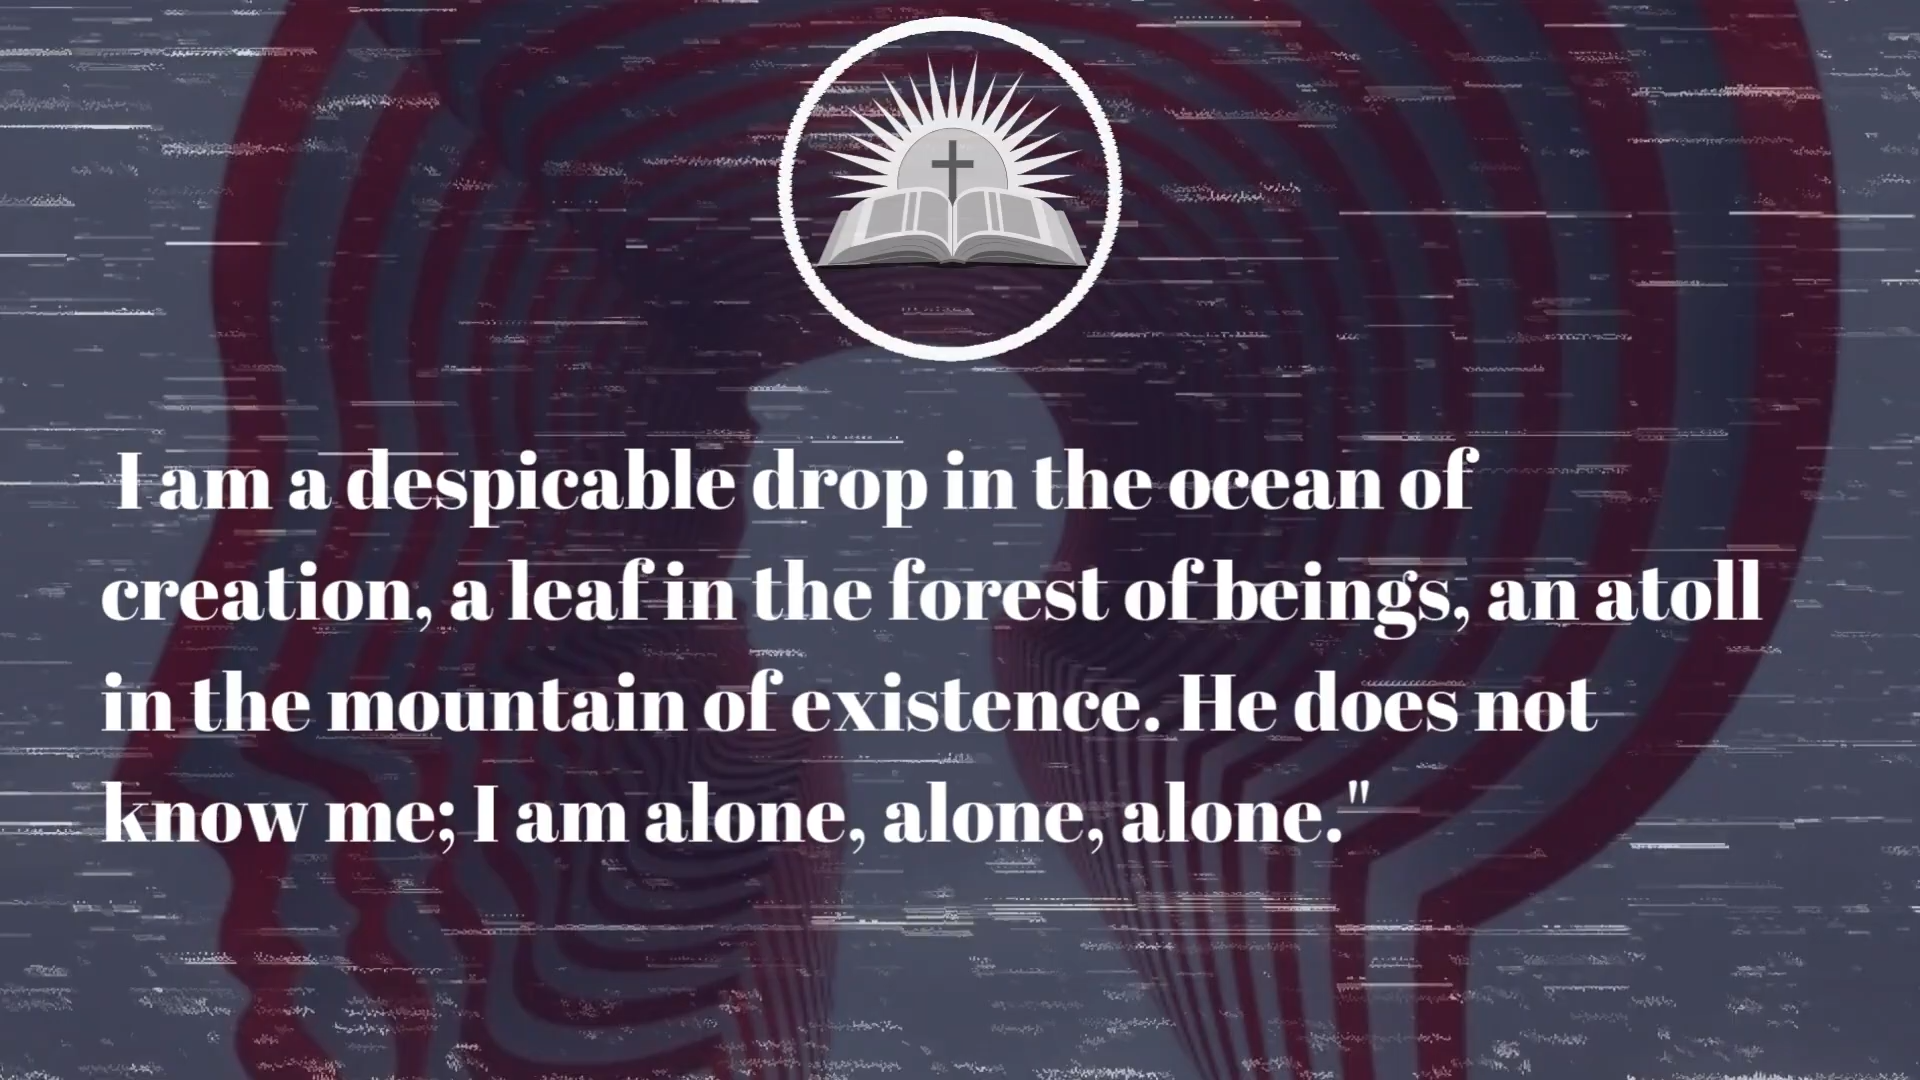 I am a despicable drop in the ocean of
creation, a leaf in the forest of beings, an atoll
in the mountain of existence. He does not
know me; I am alone, alone, alone."